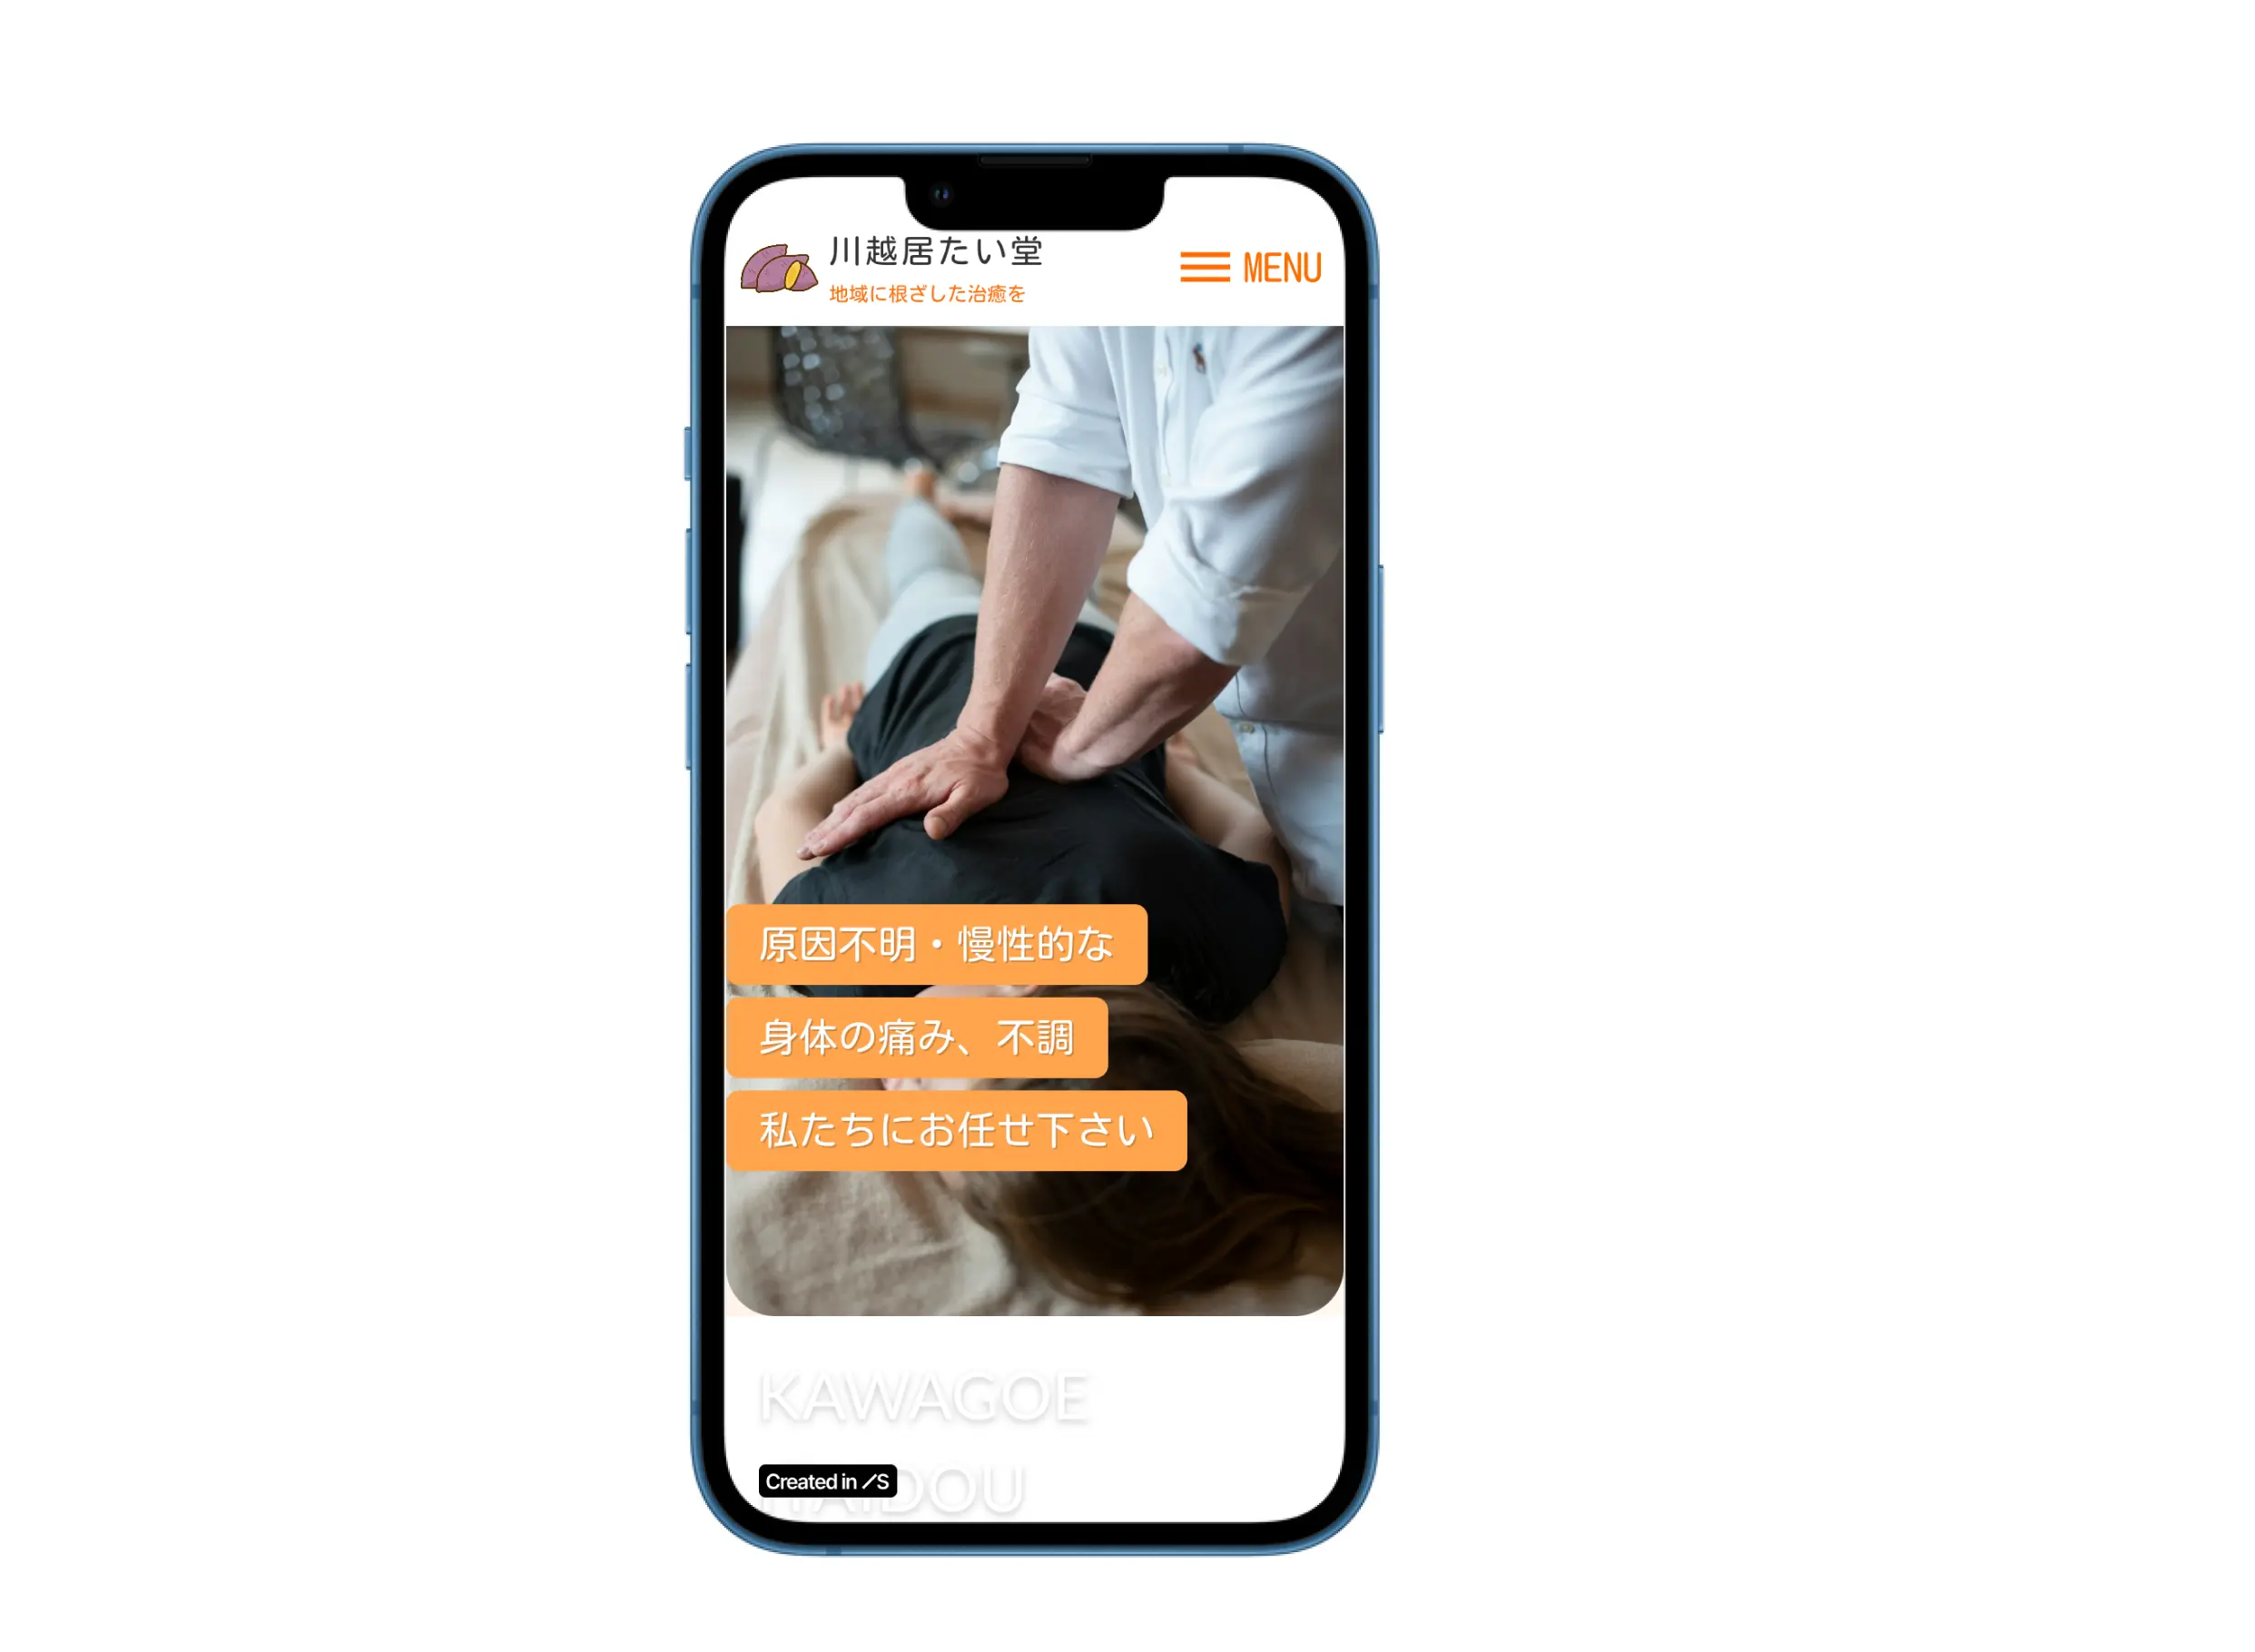 川越居たい堂
地域に根ざした治癒を
MENU
原因不明・慢性的な
身体の痛み、不調
私たちにお任せ下さい
KAWAGOE
Created in /S
DOU